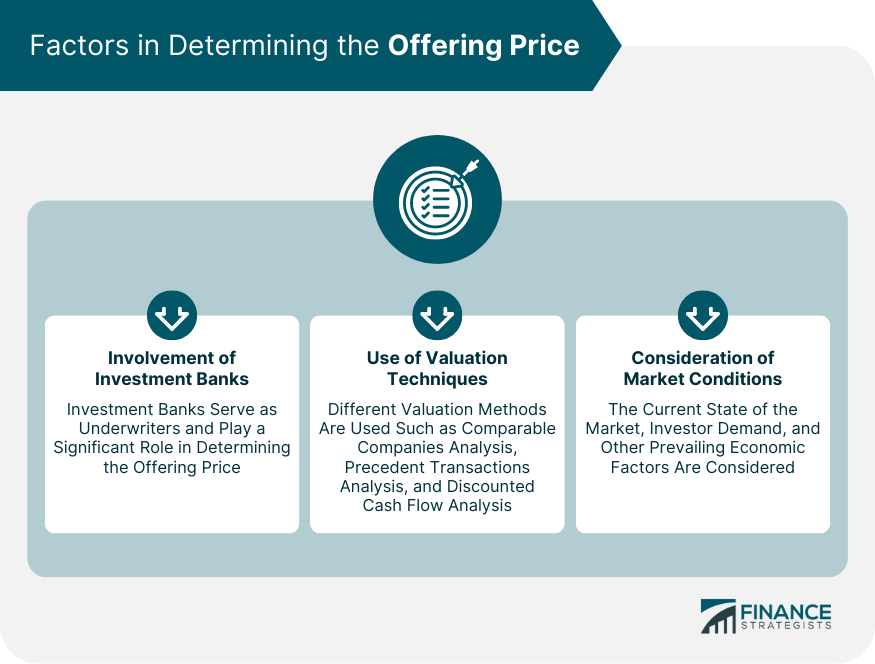 Factors in Determining the Offering Price
Involvement of
Investment Banks
Investment Banks Serve as
Underwriters and Play a
Significant Role in Determining
the Offering Price
Use of Valuation
Techniques
Different Valuation Methods
Are Used Such as Comparable
Companies Analysis,
Precedent Transactions
Analysis, and Discounted
Cash Flow Analysis
Consideration of
Market Conditions
The Current State of the
Market, Investor Demand, and
Other Prevailing Economic
Factors Are Considered
FINANCE
STRATEGISTS